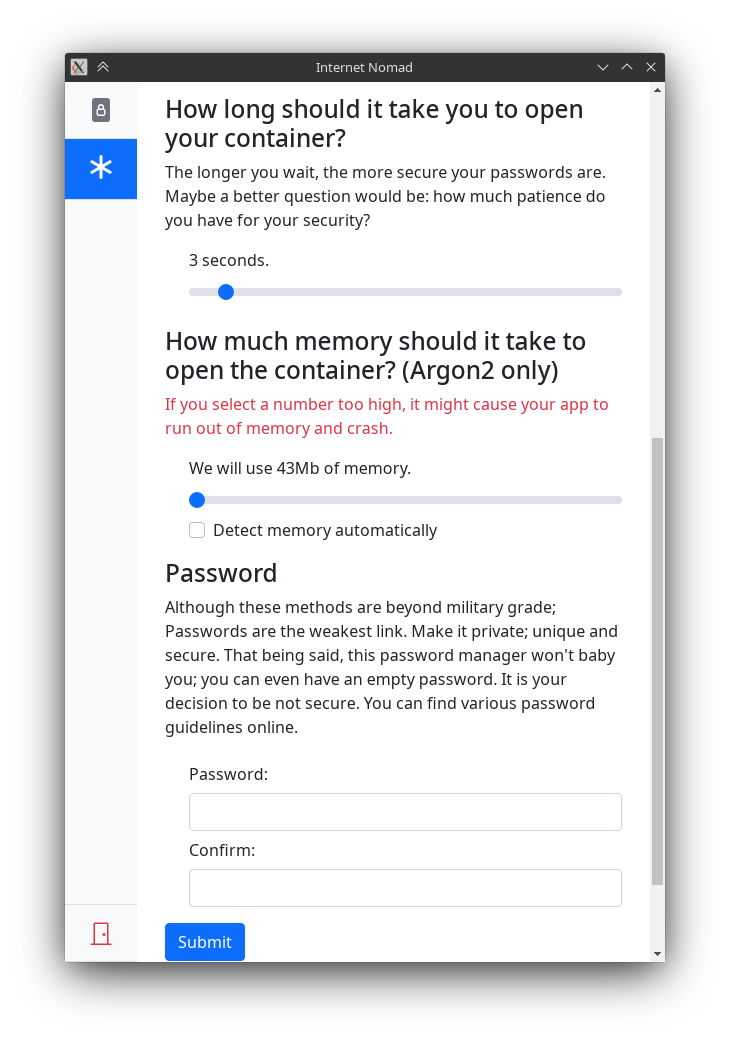 Internet Nomad
How long should it take you to open
your container?
The longer you wait, the more secure your passwords are.
Maybe a better question would be: how much patience do
you have for your security?
3 seconds.
How much memory should it take to
open the container? (Argon2 only)
If you select a number too high, it might cause your app to
run out of memory and crash.
We will use 43Mb of memory.
Detect memory automatically
Password
Although these methods are beyond military grade;
Passwords are the weakest link. Make it private; unique and
secure. That being said, this password manager won't baby
you; you can even have an empty password. It is your
decision to be not secure. You can find various password
guidelines online.
Password:
Confirm:
Submit